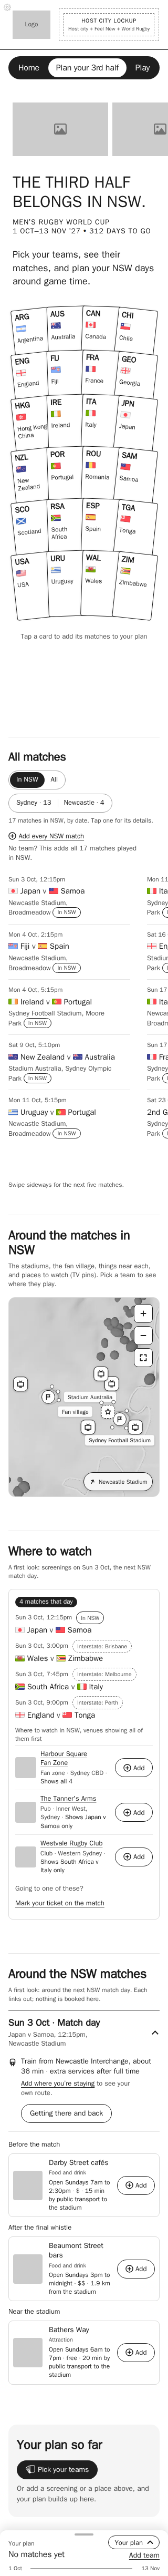 Logo
HOST CITY LOCKUP
Host city + Feel New + World Rugby
Home
Plan your 3rd half
Play
THE THIRD HALF
BELONGS IN NSW.
MEN'S RUGBY WORLD CUP
1 OCT–13 NOV '27 • 312 DAYS TO GO
Pick your teams, see their
matches, and plan your NSW days
around game time.
ARG
Argentina
AUS
Australia
CAN
Canada
CHI
Chile
ENG
England
FIJ
Fiji
FRA
France
GEO
Georgia
HKG
Hong Kong
China
IRE
Ireland
ITA
Italy
JPN
Japan
NZL
New
Zealand
POR
Portugal
ROU
Romania
SAM
Samoa
SCO
Scotland
RSA
South
Africa
ESP
Spain
TGA
Tonga
USA
USA
URU
Uruguay
WAL
Wales
ZIM
Zimbabwe
Tap a card to add its matches to your plan
All matches
In NSW
All
Sydney · 13
Newcastle · 4
17 matches in NSW, by date. Tap one for its details.
Add every NSW match
No team? This adds all 17 matches played
in NSW.
Sun 3 Oct, 12:15pm
Japan v Samoa
Newcastle Stadium,
Broadmeadow In NSW
Mon 4 Oct, 2:15pm
Fiji v Spain
Newcastle Stadium,
Broadmeadow In NSW
Mon 4 Oct, 5:15pm
Ireland v Portugal
Sydney Football Stadium, Moore
Park In NSW
Sat 9 Oct, 5:10pm
New Zealand v Australia
Stadium Australia, Sydney Olympic
Park In NSW
Mon 11 Oct, 5:15pm
Uruguay v Portugal
Newcastle Stadium,
Broadmeadow In NSW
Swipe sideways for the next five matches.
Around the matches in
NSW
The stadiums, the fan village, things near each,
and places to watch (TV pins). Pick a team to see
where they play.
Stadium Australia
Fan village
Sydney Football Stadium
Newcastle Stadium
Where to watch
A first look: screenings on Sun 3 Oct, the next NSW
match day.
4 matches that day
Sun 3 Oct, 12:15pm In NSW
Japan v Samoa
Sun 3 Oct, 3:00pm Interstate: Brisbane
Wales v Zimbabwe
Sun 3 Oct, 7:45pm Interstate: Melbourne
South Africa v Italy
Sun 3 Oct, 9:00pm Interstate: Perth
England v Tonga
Where to watch in NSW, venues showing all of
them first
Harbour Square
Fan Zone
Fan zone · Sydney CBD ·
Shows all 4
Add
The Tanner's Arms
Pub · Inner West,
Sydney · Shows Japan v
Samoa only
Add
Westvale Rugby Club
Club · Western Sydney ·
Shows South Africa v
Italy only
Add
Going to one of these?
Mark your ticket on the match
Around the NSW matches
A first look: around the next NSW match day. Each
links out; nothing is booked here.
Sun 3 Oct · Match day
Japan v Samoa, 12:15pm,
Newcastle Stadium
Train from Newcastle Interchange, about
36 min · extra services after full time
Add where you're staying to see your
own route.
Getting there and back
Before the match
Darby Street cafés
Food and drink
Open Sundays 7am to
2:30pm · $ · 15 min
by public transport to
the stadium
Add
After the final whistle
Beaumont Street
bars
Food and drink
Open Sundays 3pm to
midnight · $$ · 1.9 km
from the stadium
Add
Near the stadium
Bathers Way
Attraction
Open Sundays 6am to
7pm · free · 20 min by
public transport to the
stadium
Add
Your plan so far
Pick your teams
Or add a screening or a place above, and
your plan builds up here.
Your plan
No matches yet
Your plan
Add team
1 Oct
13 Nov